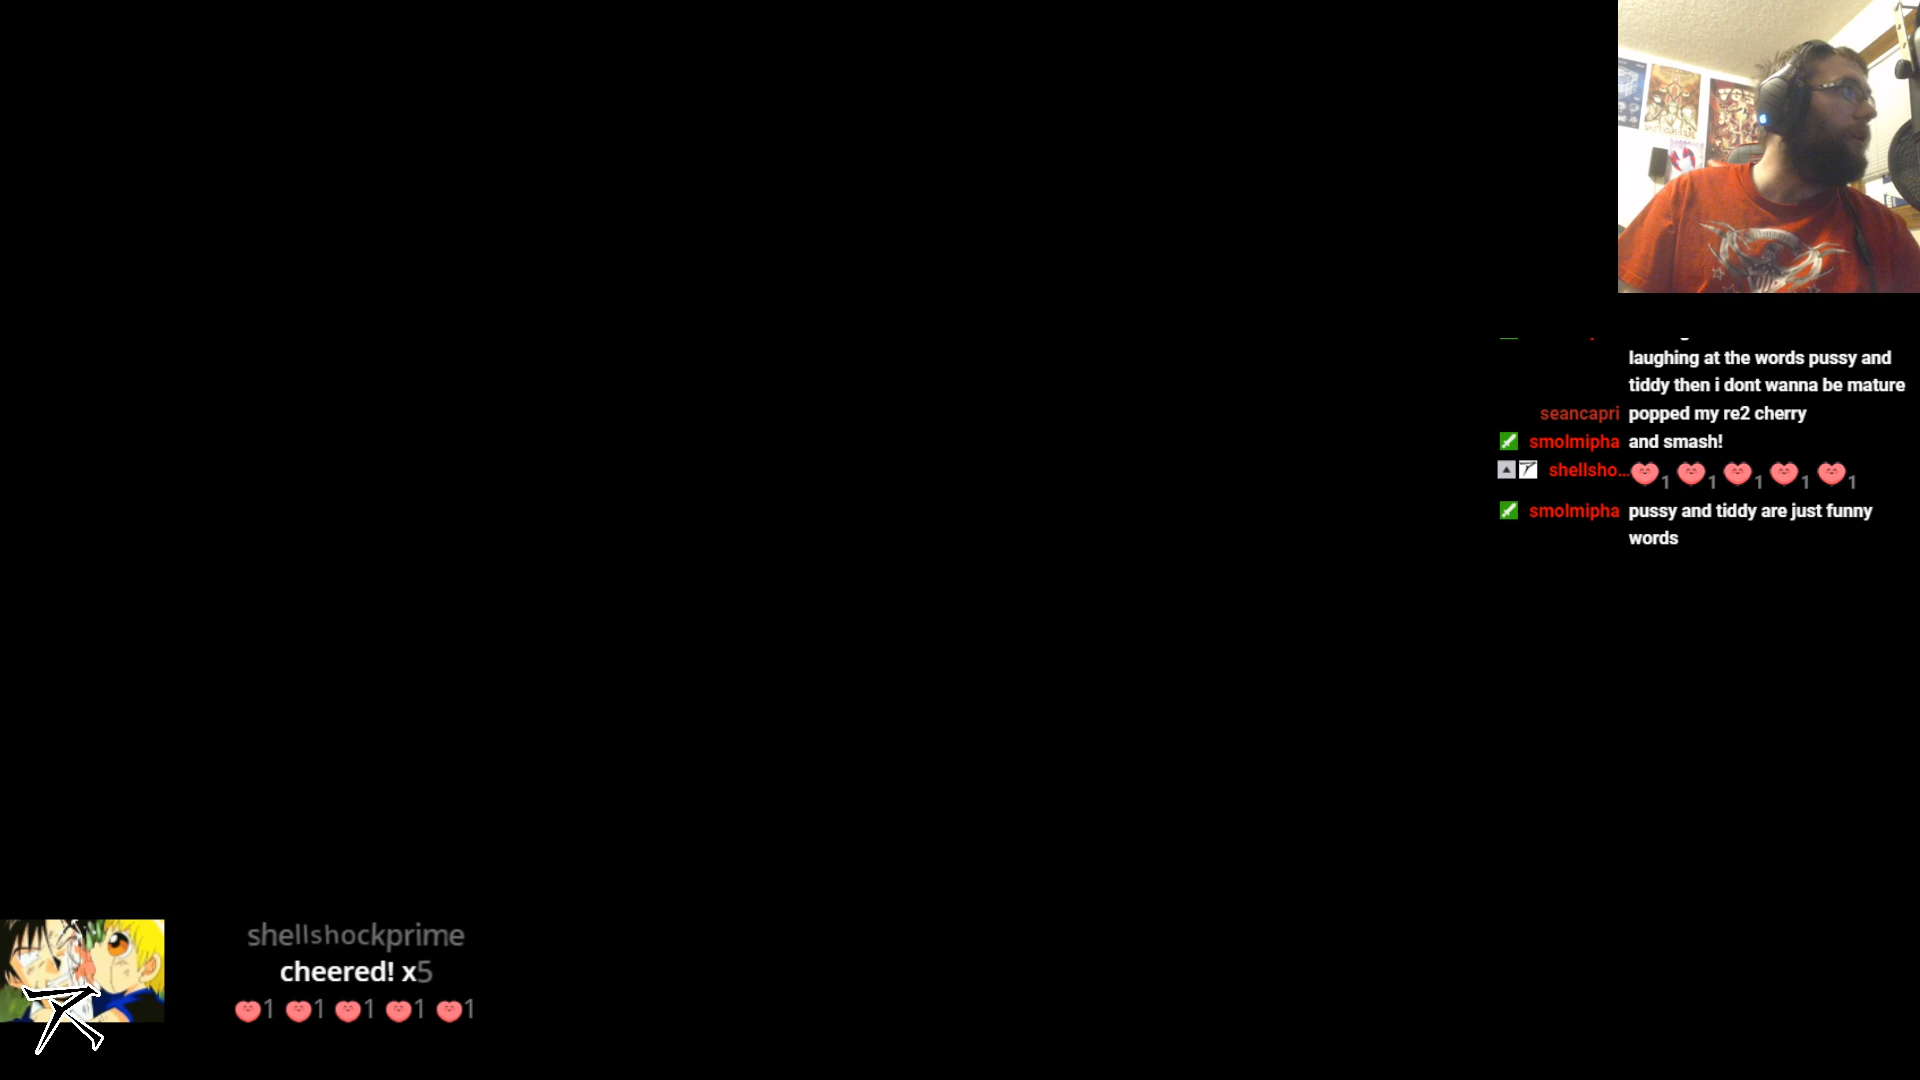 laughing at the words pussy and
tiddy then i dont wanna be mature
seancapri popped my re2 cherry
smolmipha and smash!
shellsho... 1 1 1 1 1
smolmipha pussy and tiddy are just funny
words
shellshockprime
cheered! x5
1 1 1 1 1